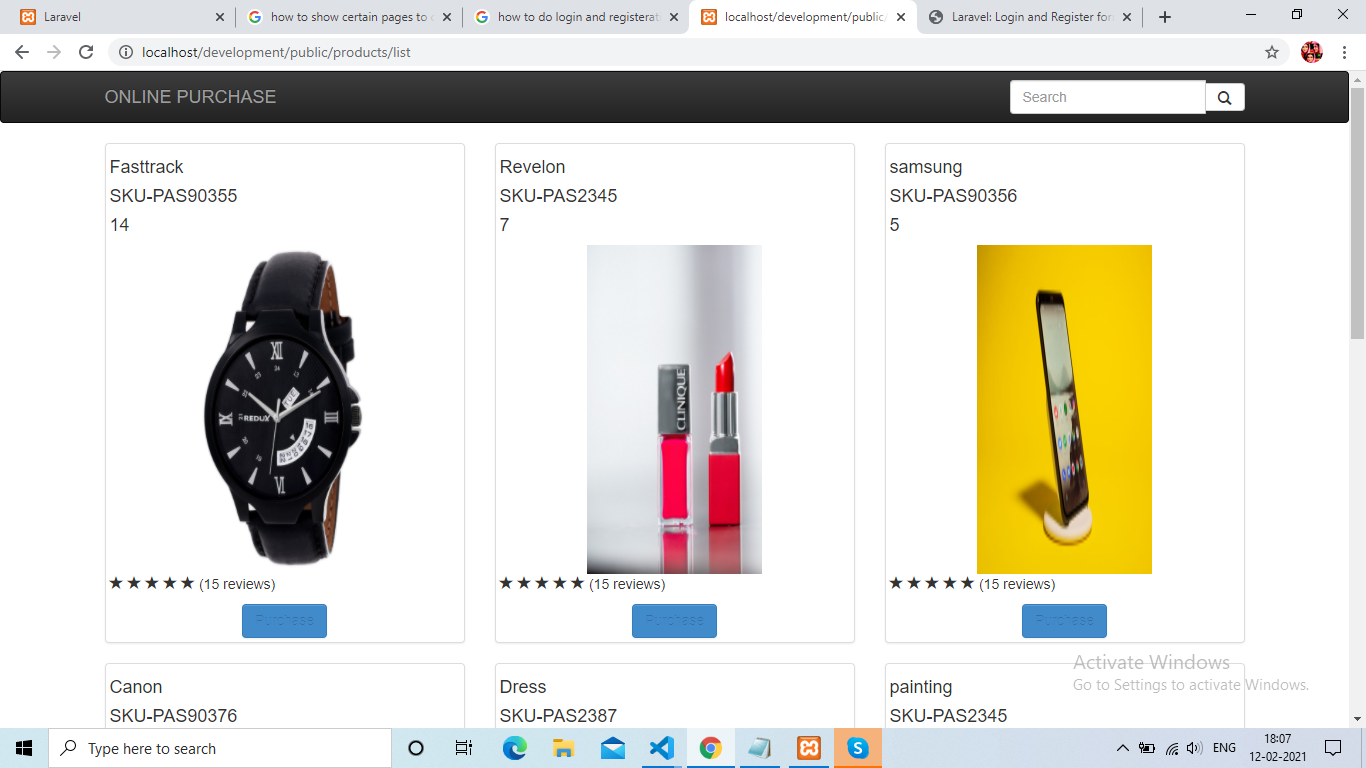 Laravel
how to show certain pages to c
how to do login and registerati
localhost/development/public/
Laravel: Login and Register for
localhost/development/public/products/list
ONLINE PURCHASE
Search
Fasttrack
SKU-PAS90355
14
REDUX
(15 reviews)
Purchase
Revelon
SKU-PAS2345
7
CLINIQUE
(15 reviews)
Purchase
samsung
SKU-PAS90356
5
(15 reviews)
Purchase
Canon
SKU-PAS90376
Dress
SKU-PAS2387
painting
SKU-PAS2345
Activate Windows
Go to Settings to activate Windows.
Type here to search
ENG
18:07
12-02-2021